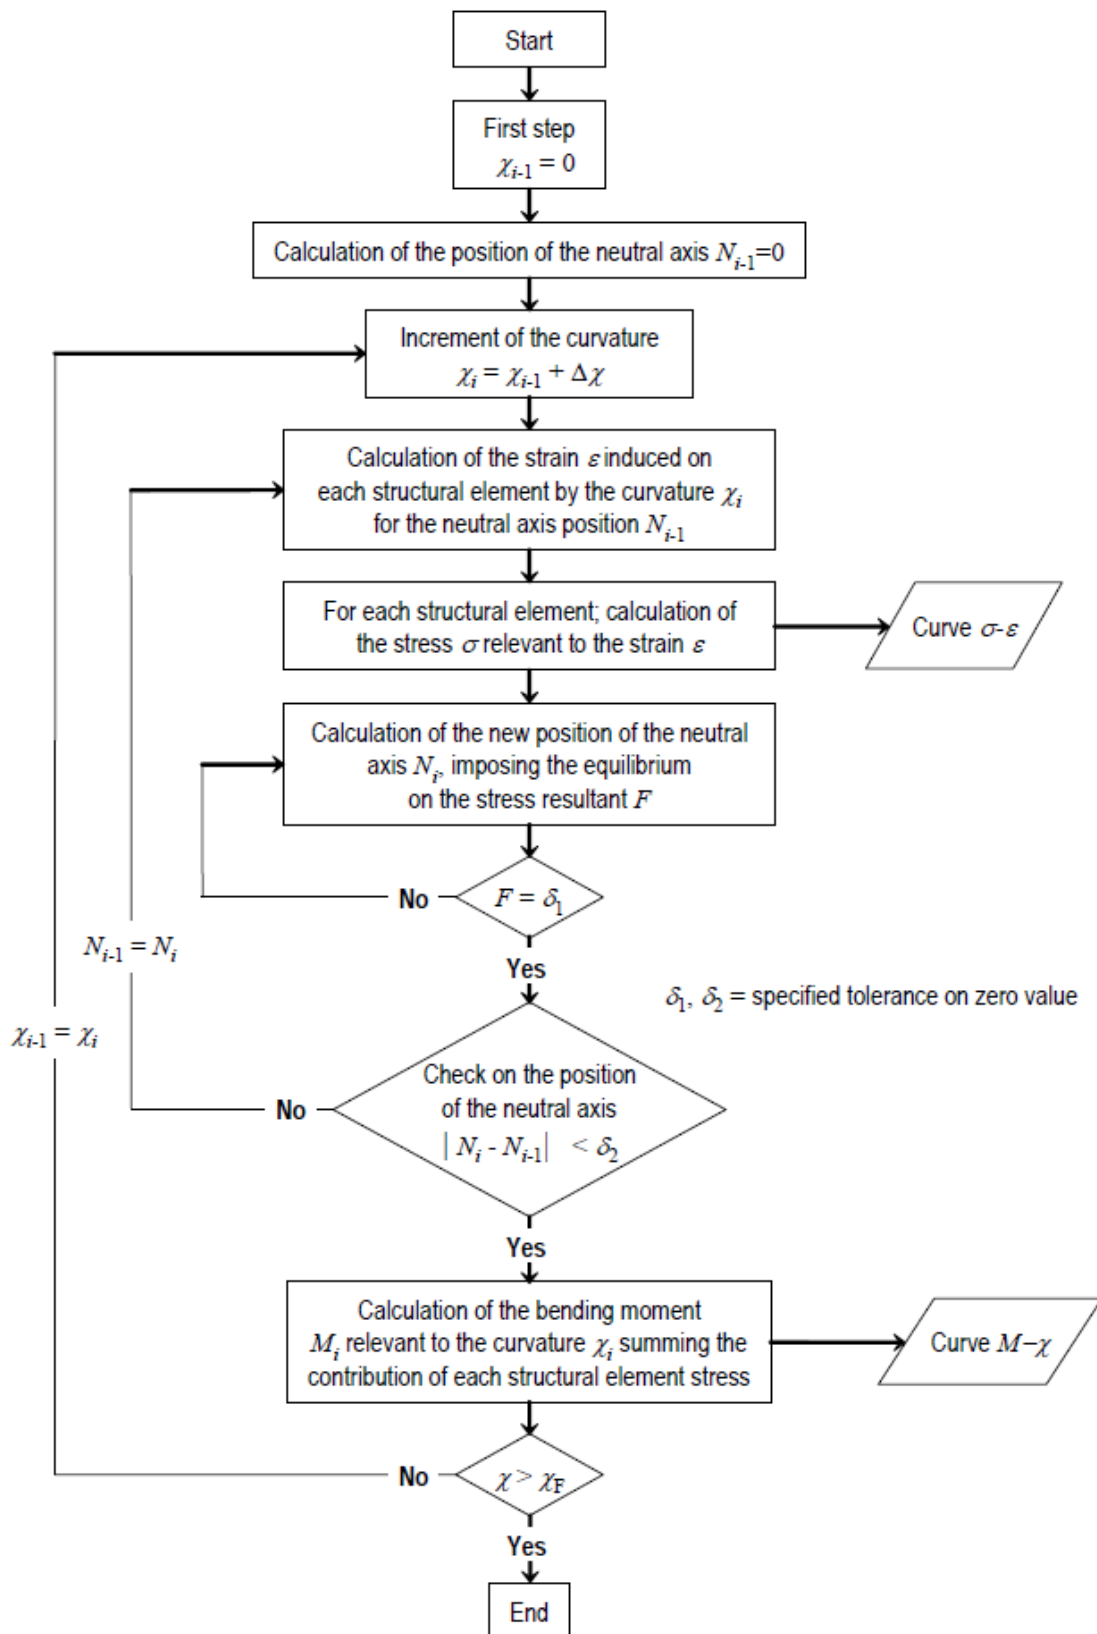 Start
First step
χi-1 = 0
Calculation of the position of the neutral axis Ni-1=0
Increment of the curvature
χi = χi-1 + Δχ
Calculation of the strain ε induced on
each structural element by the curvature χi
for the neutral axis position Ni-1
For each structural element; calculation of
the stress σ relevant to the strain ε
Curve σ-ε
Calculation of the new position of the neutral
axis Ni, imposing the equilibrium
on the stress resultant F
No
F = δ1
Ni-1 = Ni
Yes
δ1, δ2 = specified tolerance on zero value
χi-1 = χi
Check on the position
of the neutral axis
No
| Ni - Ni-1| < δ2
Yes
Calculation of the bending moment
Mi relevant to the curvature χi summing the
contribution of each structural element stress
Curve M–χ
No
χ > χF
Yes
End